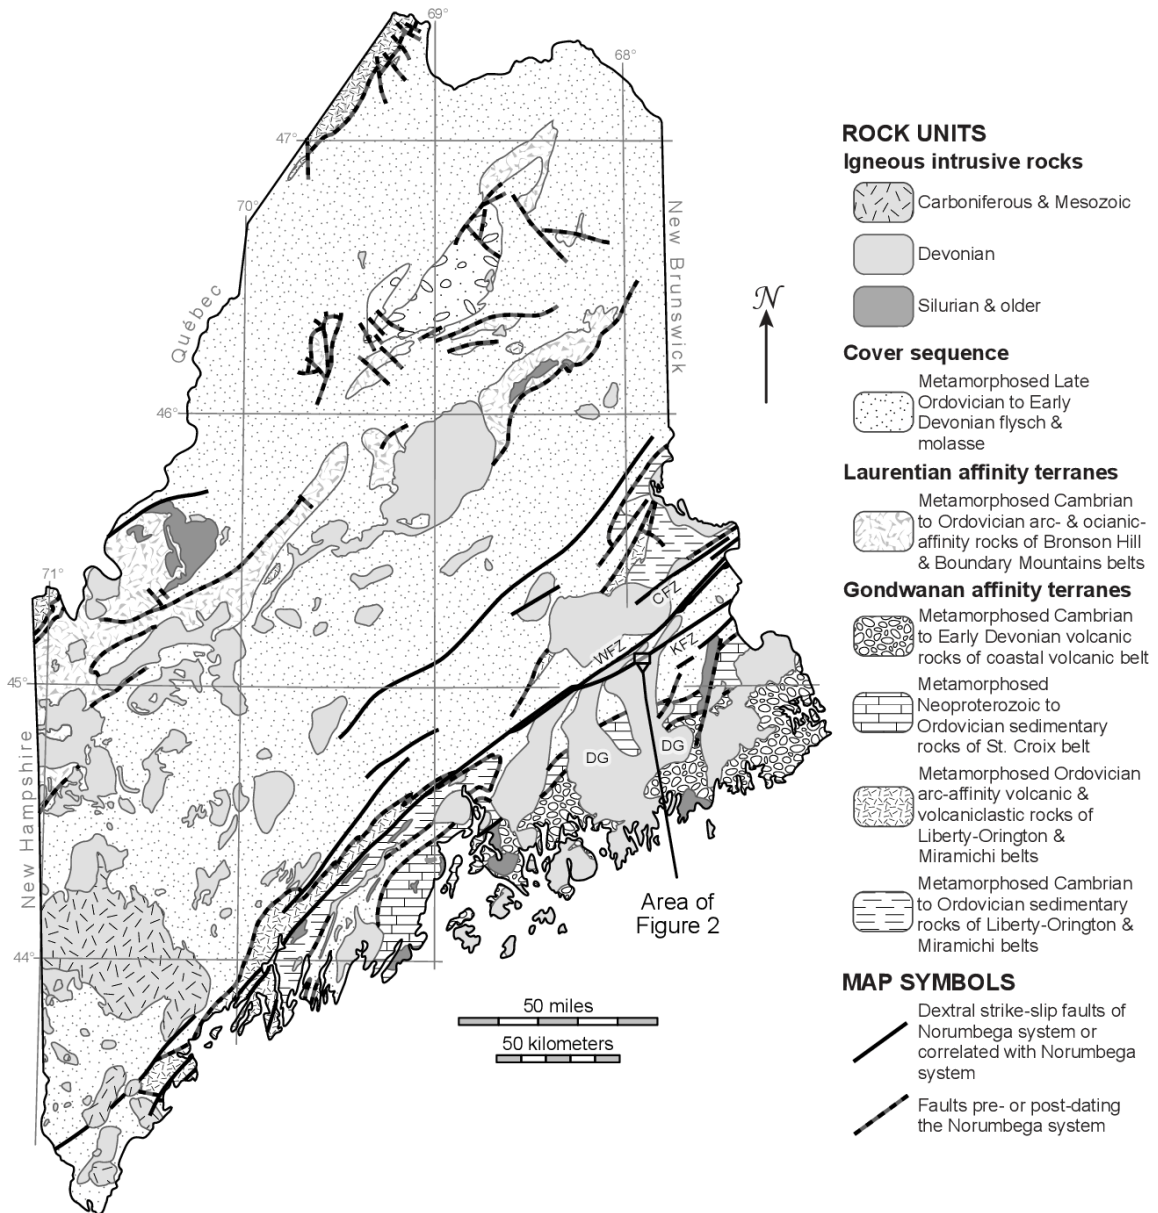 69°
68°
47°
70°
New Brunswick
Québec
46°
71°
CFZ
WFZ
KFZ
45°
DG
DG
New Hampshire
Area of
Figure 2
44°
50 miles
50 kilometers
N
ROCK UNITS
Igneous intrusive rocks
Carboniferous & Mesozoic
Devonian
Silurian & older
Cover sequence
Metamorphosed Late
Ordovician to Early
Devonian flysch &
molasse
Laurentian affinity terranes
Metamorphosed Cambrian
to Ordovician arc- & ocianic-
affinity rocks of Bronson Hill
& Boundary Mountains belts
Gondwanan affinity terranes
Metamorphosed Cambrian
to Early Devonian volcanic
rocks of coastal volcanic belt
Metamorphosed
Neoproterozoic to
Ordovician sedimentary
rocks of St. Croix belt
Metamorphosed Ordovician
arc-affinity volcanic &
volcaniclastic rocks of
Liberty-Orington &
Miramichi belts
Metamorphosed Cambrian
to Ordovician sedimentary
rocks of Liberty-Orington &
Miramichi belts
MAP SYMBOLS
Dextral strike-slip faults of
Norumbega system or
correlated with Norumbega
system
Faults pre- or post-dating
the Norumbega system